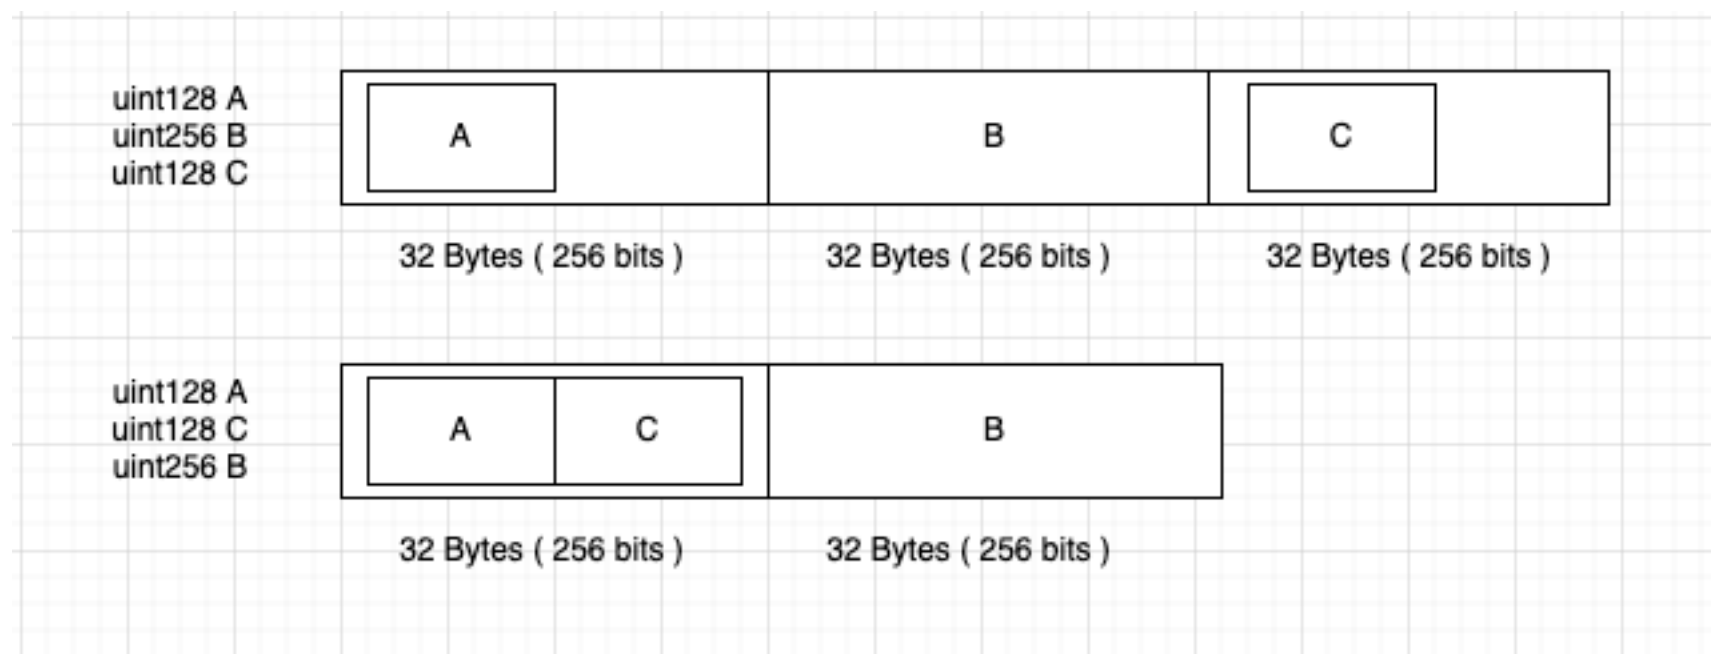 uint128 A
uint256 B
uint128 C
A
B
C
32 Bytes ( 256 bits )
32 Bytes ( 256 bits )
32 Bytes ( 256 bits )
uint128 A
uint128 C
uint256 B
A
C
B
32 Bytes ( 256 bits )
32 Bytes ( 256 bits )